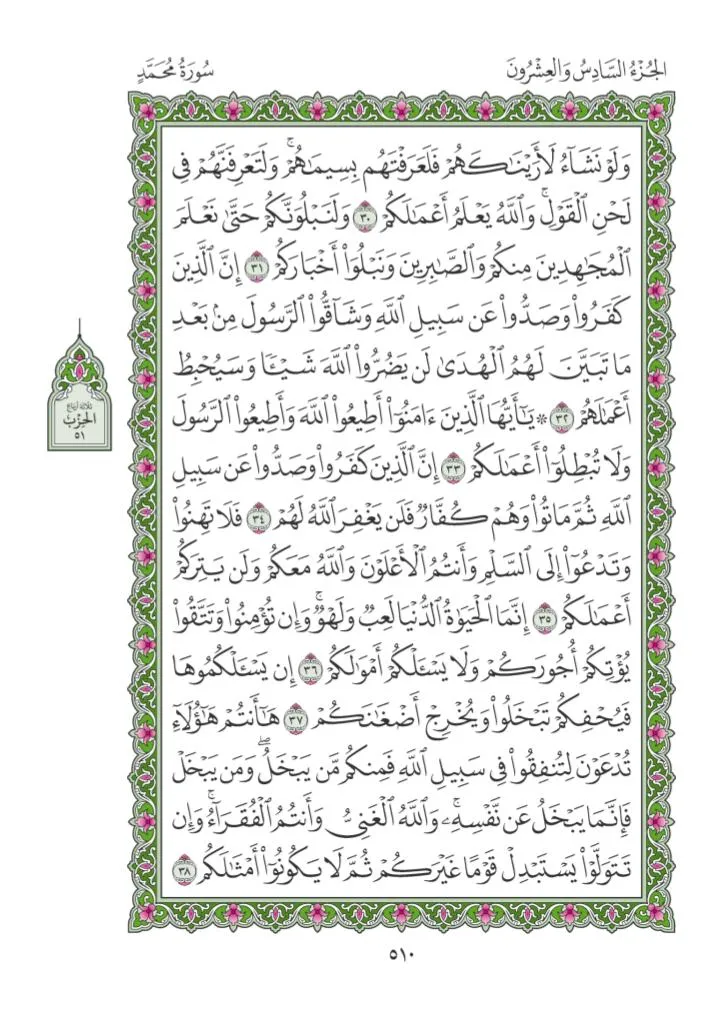 الجُزْءُ السَّادِسُ وَالعِشْرُونَ
سُورَةُ مُحَمَّدٍ
وَلَوْ نَشَآءُ لَأَرَيْنَٰكَهُمْ فَلَعَرَفْتَهُم بِسِيمَٰهُمْۚ وَلَتَعْرِفَنَّهُمْ فِى
لَحْنِ ٱلْقَوْلِۚ وَٱللَّهُ يَعْلَمُ أَعْمَٰلَكُمْ ٣٠ وَلَنَبْلُوَنَّكُمْ حَتَّىٰ نَعْلَمَ
ٱلْمُجَٰهِدِينَ مِنكُمْ وَٱلصَّٰبِرِينَ وَنَبْلُوَا۟ أَخْبَارَكُمْ ٣١ إِنَّ ٱلَّذِينَ
كَفَرُوا۟ وَصَدُّوا۟ عَن سَبِيلِ ٱللَّهِ وَشَآقُّوا۟ ٱلرَّسُولَ مِنۢ بَعْدِ
مَا تَبَيَّنَ لَهُمُ ٱلْهُدَىٰ لَن يَضُرُّوا۟ ٱللَّهَ شَيْـًٔا وَسَيُحْبِطُ
أَعْمَٰلَهُمْ ٣٢ ۞ يَٰٓأَيُّهَا ٱلَّذِينَ ءَامَنُوٓا۟ أَطِيعُوا۟ ٱللَّهَ وَأَطِيعُوا۟ ٱلرَّسُولَ
وَلَا تُبْطِلُوٓا۟ أَعْمَٰلَكُمْ ٣٣ إِنَّ ٱلَّذِينَ كَفَرُوا۟ وَصَدُّوا۟ عَن سَبِيلِ
ٱللَّهِ ثُمَّ مَاتُوا۟ وَهُمْ كُفَّارٌ فَلَن يَغْفِرَ ٱللَّهُ لَهُمْ ٣٤ فَلَا تَهِنُوا۟
وَتَدْعُوٓا۟ إِلَى ٱلسَّلْمِ وَأَنتُمُ ٱلْأَعْلَوْنَ وَٱللَّهُ مَعَكُمْ وَلَن يَتِرَكُمْ
أَعْمَٰلَكُمْ ٣٥ إِنَّمَا ٱلْحَيَوٰةُ ٱلدُّنْيَا لَعِبٌ وَلَهْوٌۚ وَإِن تُؤْمِنُوا۟ وَتَتَّقُوا۟
يُؤْتِكُمْ أُجُورَكُمْ وَلَا يَسْـَٔلْكُمْ أَمْوَٰلَكُمْ ٣٦ إِن يَسْـَٔلْكُمُوهَا
فَيُحْفِكُمْ تَبْخَلُوا۟ وَيُخْرِجْ أَضْغَٰنَكُمْ ٣٧ هَٰٓأَنتُمْ هَٰٓؤُلَآءِ
تُدْعَوْنَ لِتُنفِقُوا۟ فِى سَبِيلِ ٱللَّهِ فَمِنكُم مَّن يَبْخَلُۖ وَمَن يَبْخَلْ
فَإِنَّمَا يَبْخَلُ عَن نَّفْسِهِۦۚ وَٱللَّهُ ٱلْغَنِىُّ وَأَنتُمُ ٱلْفُقَرَآءُۚ وَإِن
تَتَوَلَّوْا۟ يَسْتَبْدِلْ قَوْمًا غَيْرَكُمْ ثُمَّ لَا يَكُونُوٓا۟ أَمْثَٰلَكُم ٣٨
ثلاثة أرباع
الحِزْب
٥١
٥١٠